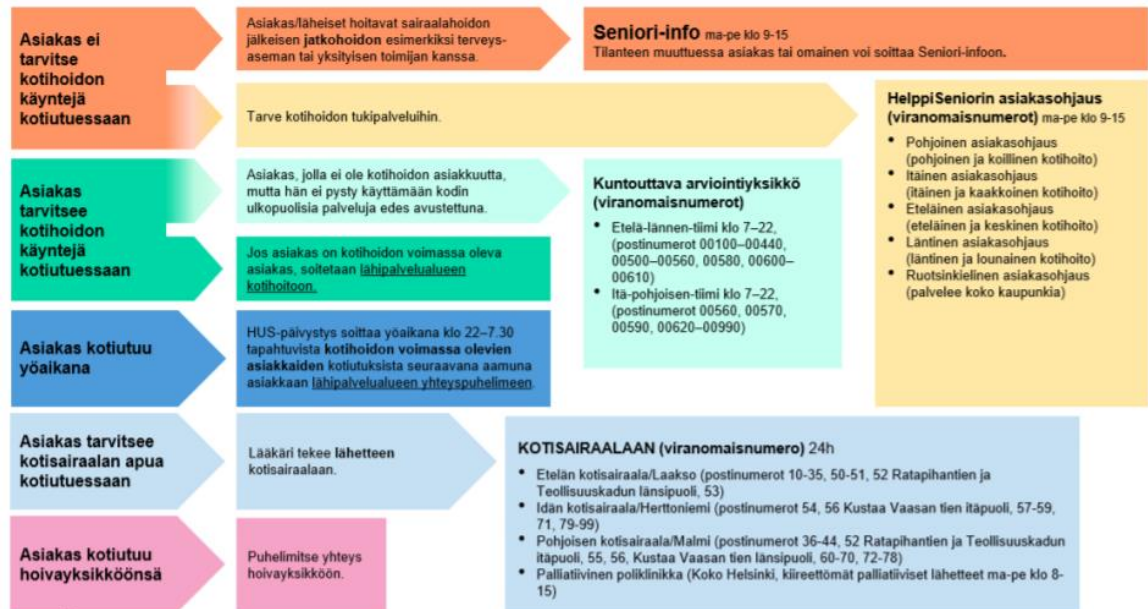 Asiakas ei
tarvitse
kotihoidon
käyntejä
kotiutuessaan
Asiakas/läheiset hoitavat sairaalahoidon
jälkeisen jatkohoidon esimerkiksi terveys-
aseman tai yksityisen toimijan kanssa.
Seniori-info ma-pe klo 9-15
Tilanteen muuttuessa asiakas tai omainen voi soittaa Seniori-infoon.
Tarve kotihoidon tukipalveluihin.
HelppiSeniorin asiakasohjaus
(viranomaisnumerot) ma-pe klo 9-15
• Pohjoinen asiakasohjaus
(pohjoinen ja koillinen kotihoito)
• Itäinen asiakasohjaus
(itäinen ja kaakkoinen kotihoito)
• Eteläinen asiakasohjaus
(eteläinen ja keskinen kotihoito)
• Läntinen asiakasohjaus
(läntinen ja lounainen kotihoito)
• Ruotsinkielinen asiakasohjaus
(palvelee koko kaupunkia)
Asiakas
tarvitsee
kotihoidon
käyntejä
kotiutuessaan
Asiakas, jolla ei ole kotihoidon asiakkuutta,
mutta hän ei pysty käyttämään kodin
ulkopuolisia palveluja edes avustettuna.
Kuntouttava arviointiyksikkö
(viranomaisnumerot)
• Etelä-lännen-tiimi klo 7–22,
(postinumerot 00100–00440,
00500–00560, 00580, 00600–
00610)
• Itä-pohjoisen-tiimi klo 7–22,
(postinumerot 00560, 00570,
00590, 00620–00990)
Jos asiakas on kotihoidon voimassa oleva
asiakas, soitetaan lähipalvelualueen
kotihoitoon.
Asiakas kotiutuu
yöaikana
HUS-päivystys soittaa yöaikana klo 22–7.30
tapahtuvista kotihoidon voimassa olevien
asiakkaiden kotiutuksista seuraavana aamuna
asiakkaan lähipalvelualueen yhteyspuhelimeen.
Asiakas tarvitsee
kotisairaalan apua
kotiutuessaan
Lääkäri tekee lähetteen
kotisairaalaan.
KOTISAIRAALAAN (viranomaisnumero) 24h
• Etelän kotisairaala/Laakso (postinumerot 10-35, 50-51, 52 Ratapihantien ja
Teollisuuskadun länsipuoli, 53)
• Idän kotisairaala/Herttoniemi (postinumerot 54, 56 Kustaa Vaasan tien itäpuoli, 57-59,
71, 79-99)
• Pohjoisen kotisairaala/Malmi (postinumerot 36-44, 52 Ratapihantien ja Teollisuuskadun
itäpuoli, 55, 56, Kustaa Vaasan tien länsipuoli, 60-70, 72-78)
• Palliatiivinen poliklinikka (Koko Helsinki, kiireettömät palliatiiviset lähetteet ma-pe klo 8-
15)
Asiakas kotiutuu
hoivayksikköönsä
Puhelimitse yhteys
hoivayksikköön.